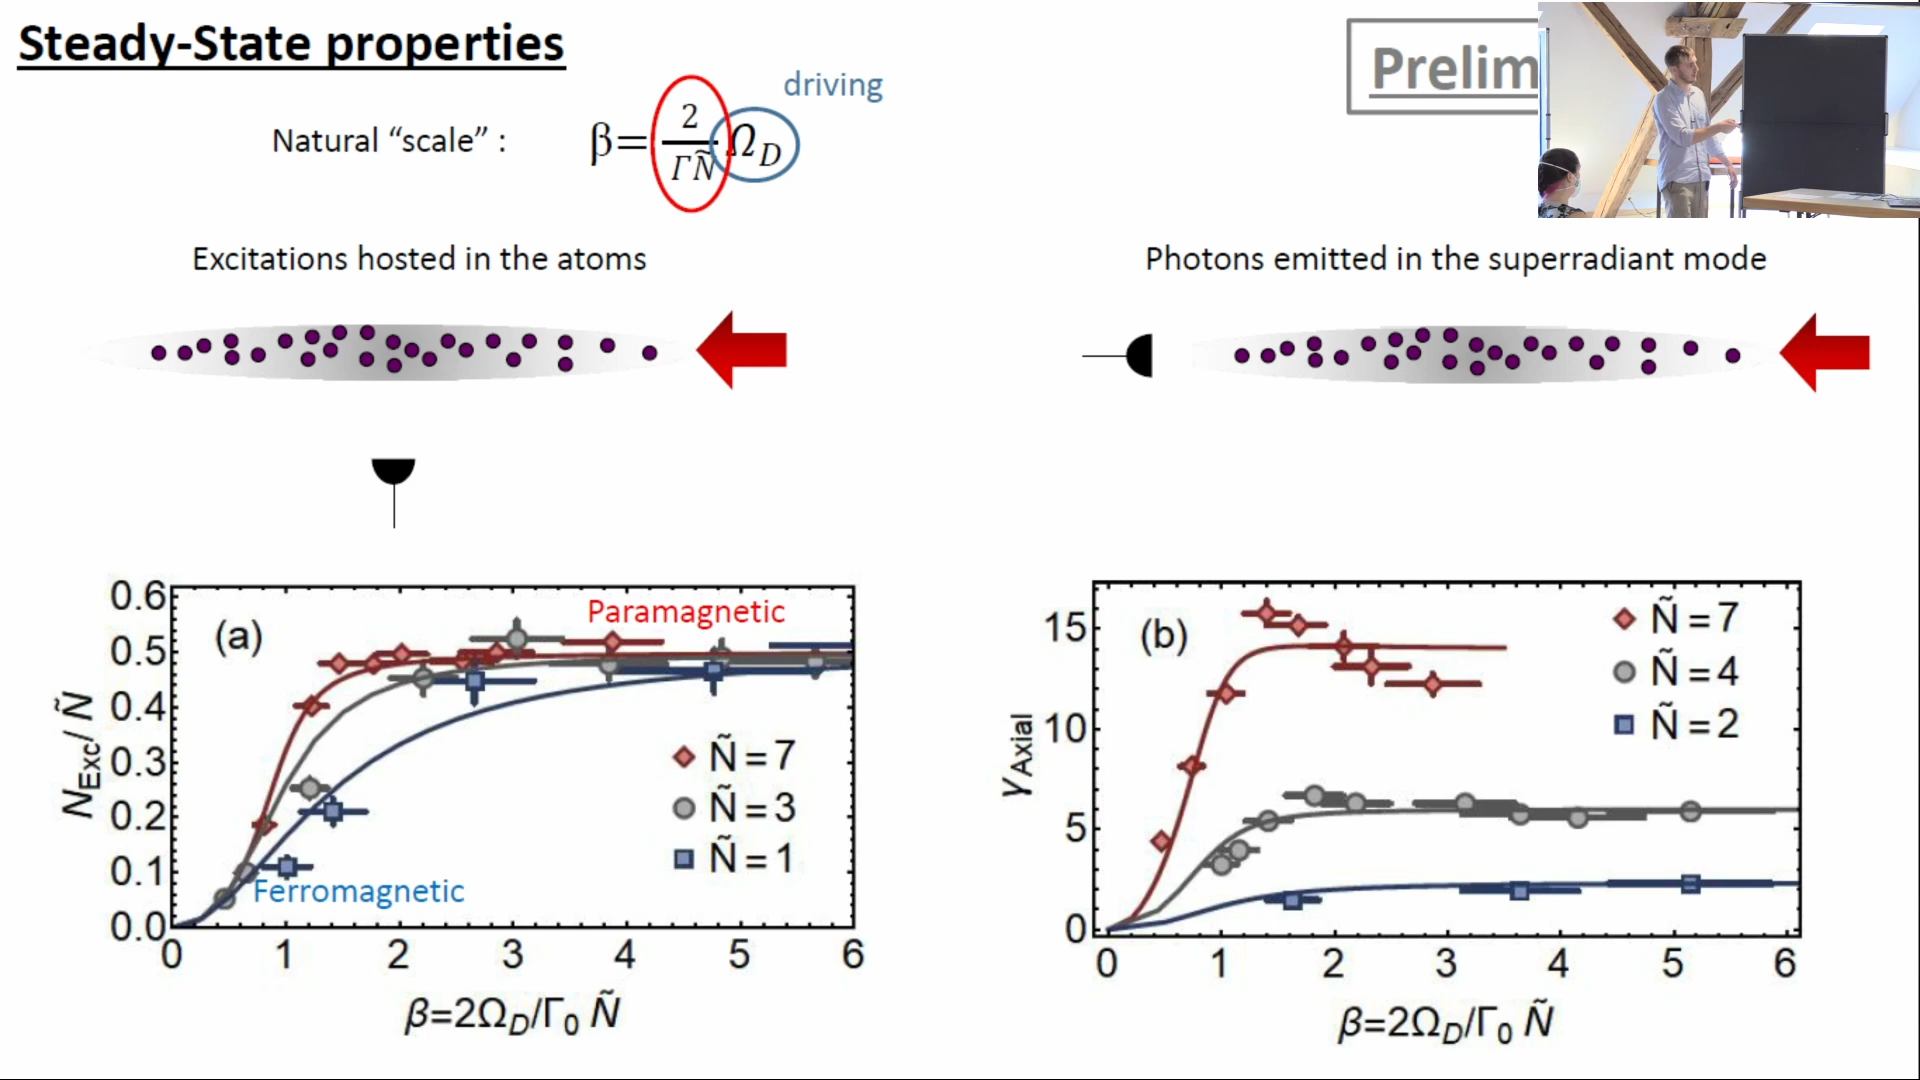 Steady-State properties
Prelim
driving
Natural “scale” : β= 2/ΓÑ Ω_D
Excitations hosted in the atoms
Photons emitted in the superradiant mode
(a)
Paramagnetic
Ferromagnetic
Ñ = 7
Ñ = 3
Ñ = 1
N_Exc/ Ñ
0.6
0.5
0.4
0.3
0.2
0.1
0.0
0 1 2 3 4 5 6
β=2Ω_D/Γ₀ Ñ
(b)
Ñ = 7
Ñ = 4
Ñ = 2
γ_Axial
15
10
5
0
0 1 2 3 4 5 6
β=2Ω_D/Γ₀ Ñ